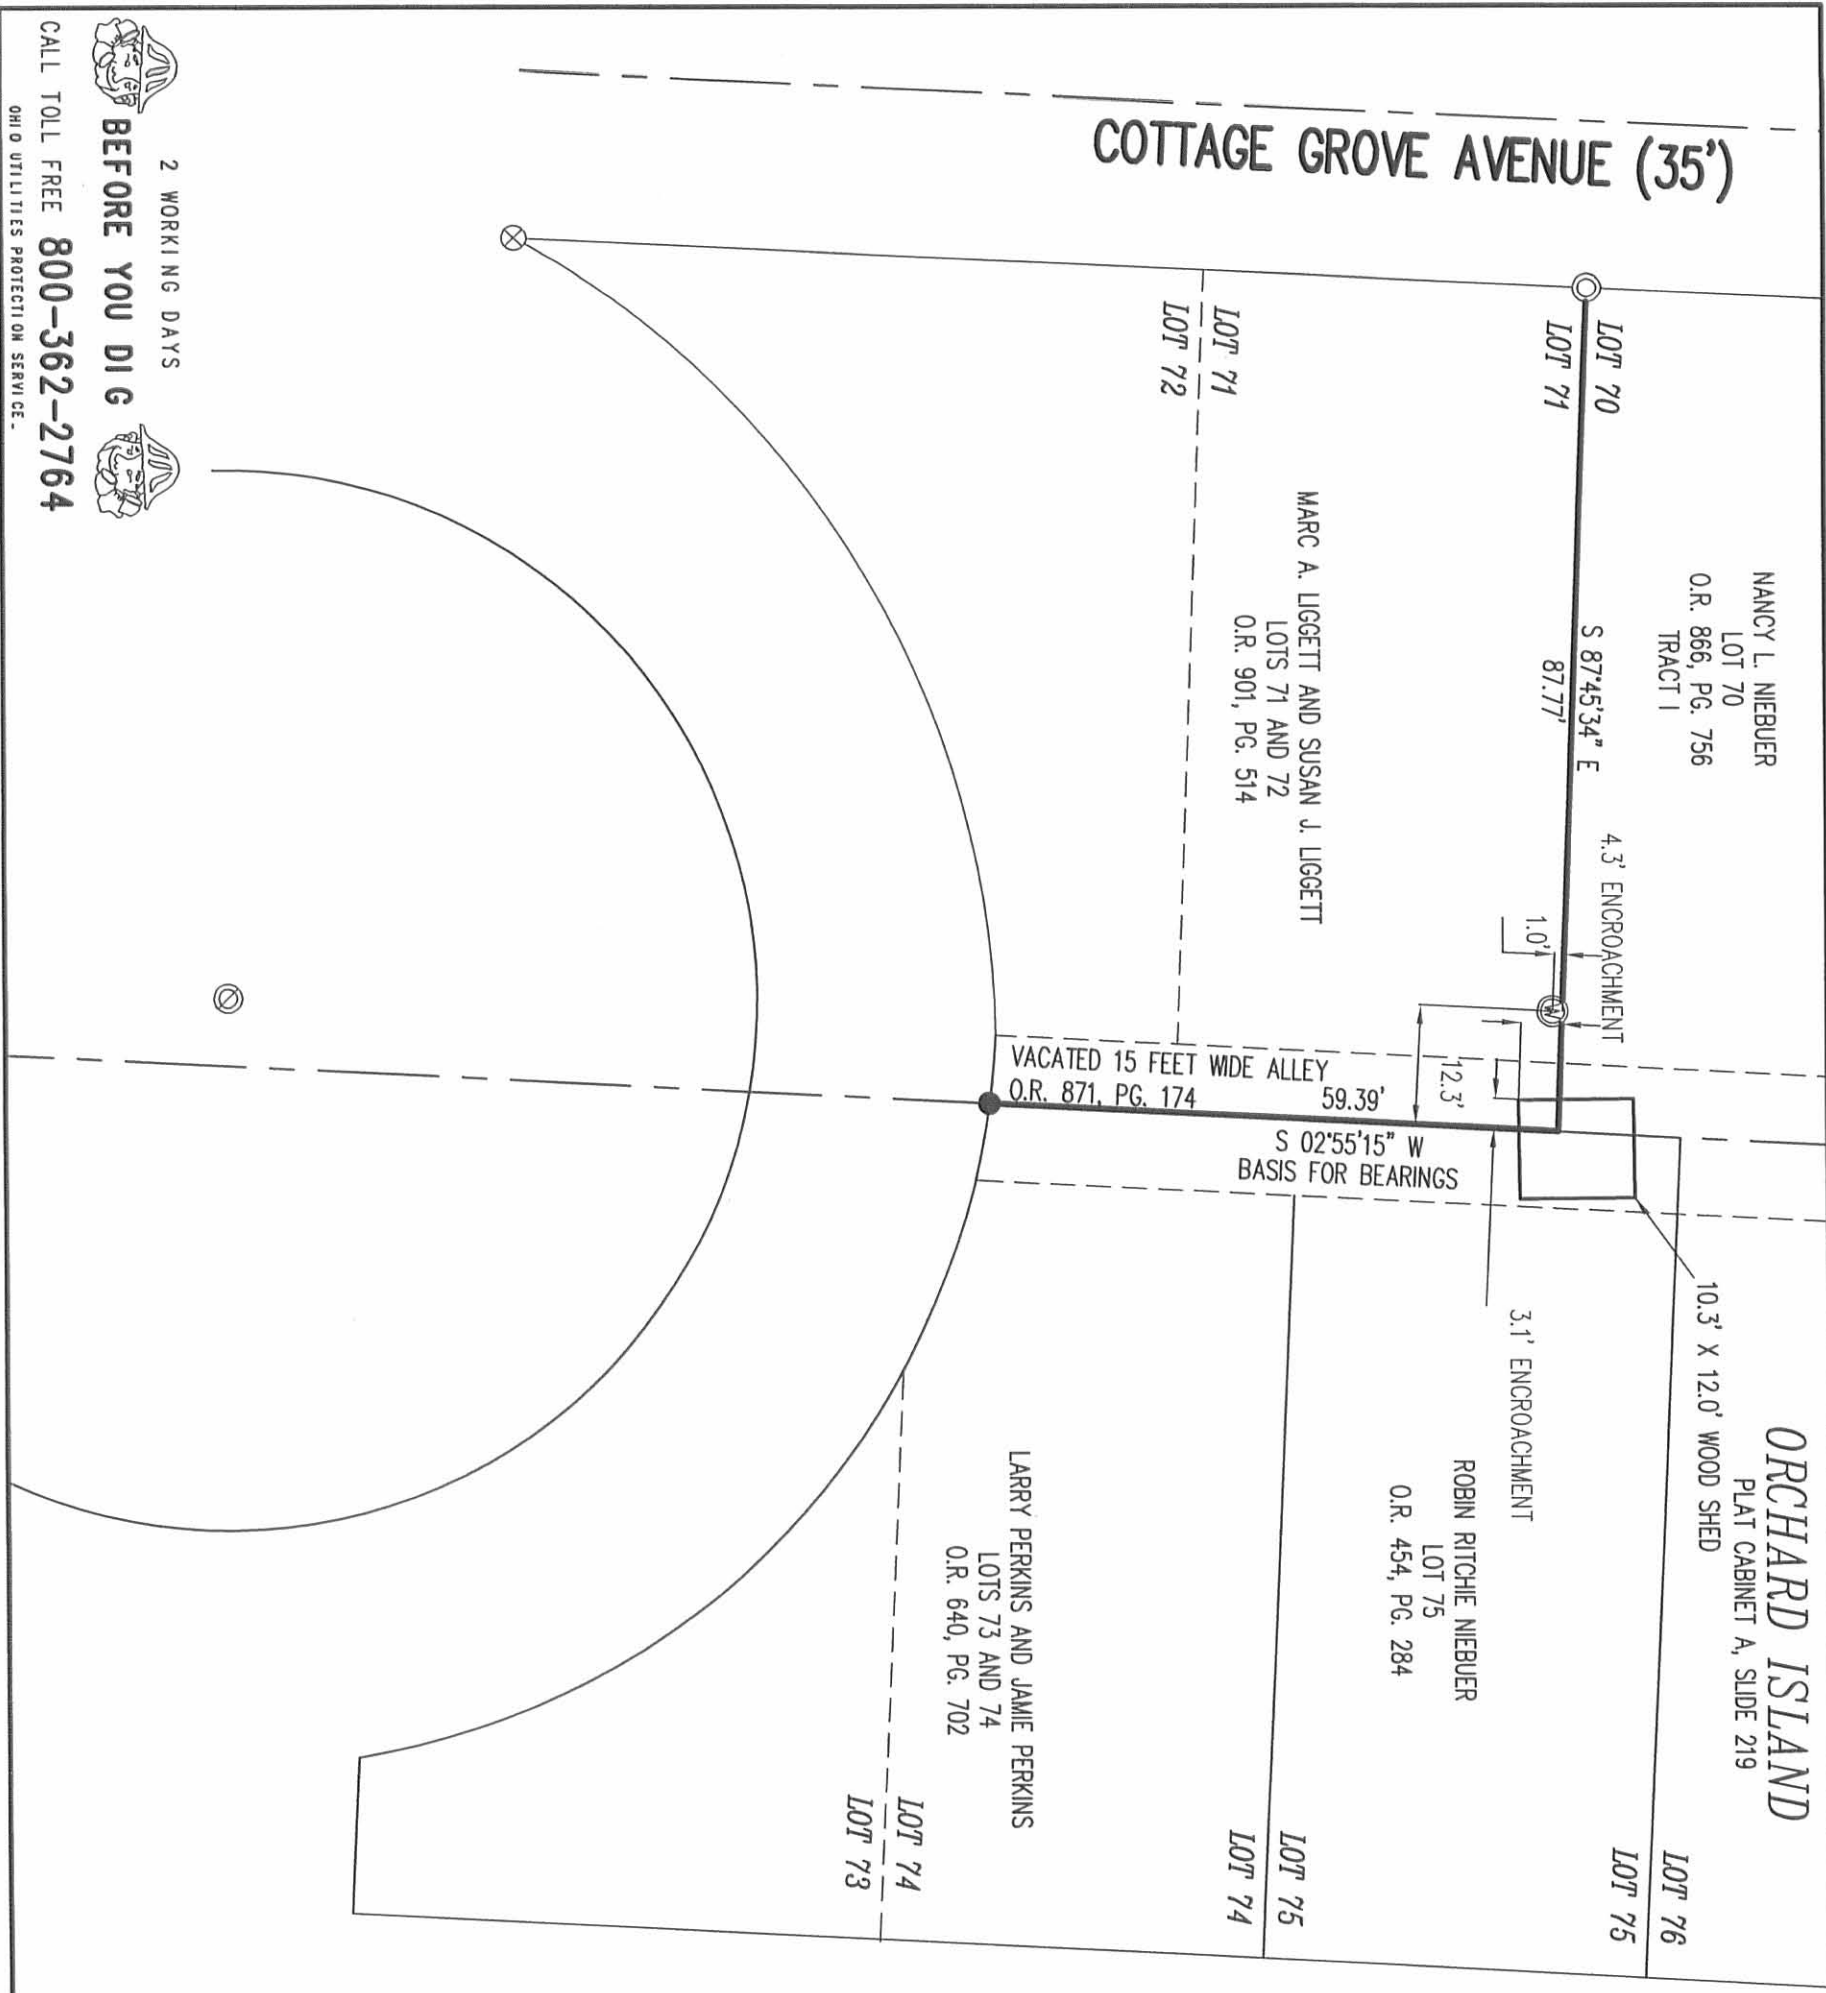 COTTAGE GROVE AVENUE (35')
ORCHARD ISLAND
PLAT CABINET A, SLIDE 219
NANCY L. NIEBUER
LOT 70
O.R. 866, PG. 756
TRACT I
LOT 70
LOT 71
S 87°45'34" E
87.77'
4.3' ENCROACHMENT
1.0'
W
12.3'
10.3' X 12.0' WOOD SHED
3.1' ENCROACHMENT
LOT 76
LOT 75
MARC A. LIGGETT AND SUSAN J. LIGGETT
LOTS 71 AND 72
O.R. 901, PG. 514
LOT 71
LOT 72
VACATED 15 FEET WIDE ALLEY
O.R. 871, PG. 174
59.39'
S 02°55'15" W
BASIS FOR BEARINGS
ROBIN RITCHIE NIEBUER
LOT 75
O.R. 454, PG. 284
LOT 75
LOT 74
LARRY PERKINS AND JAMIE PERKINS
LOTS 73 AND 74
O.R. 640, PG. 702
LOT 74
LOT 73
2 WORKING DAYS
BEFORE YOU DIG
CALL TOLL FREE 800-362-2764
OHIO UTILITIES PROTECTION SERVICE.